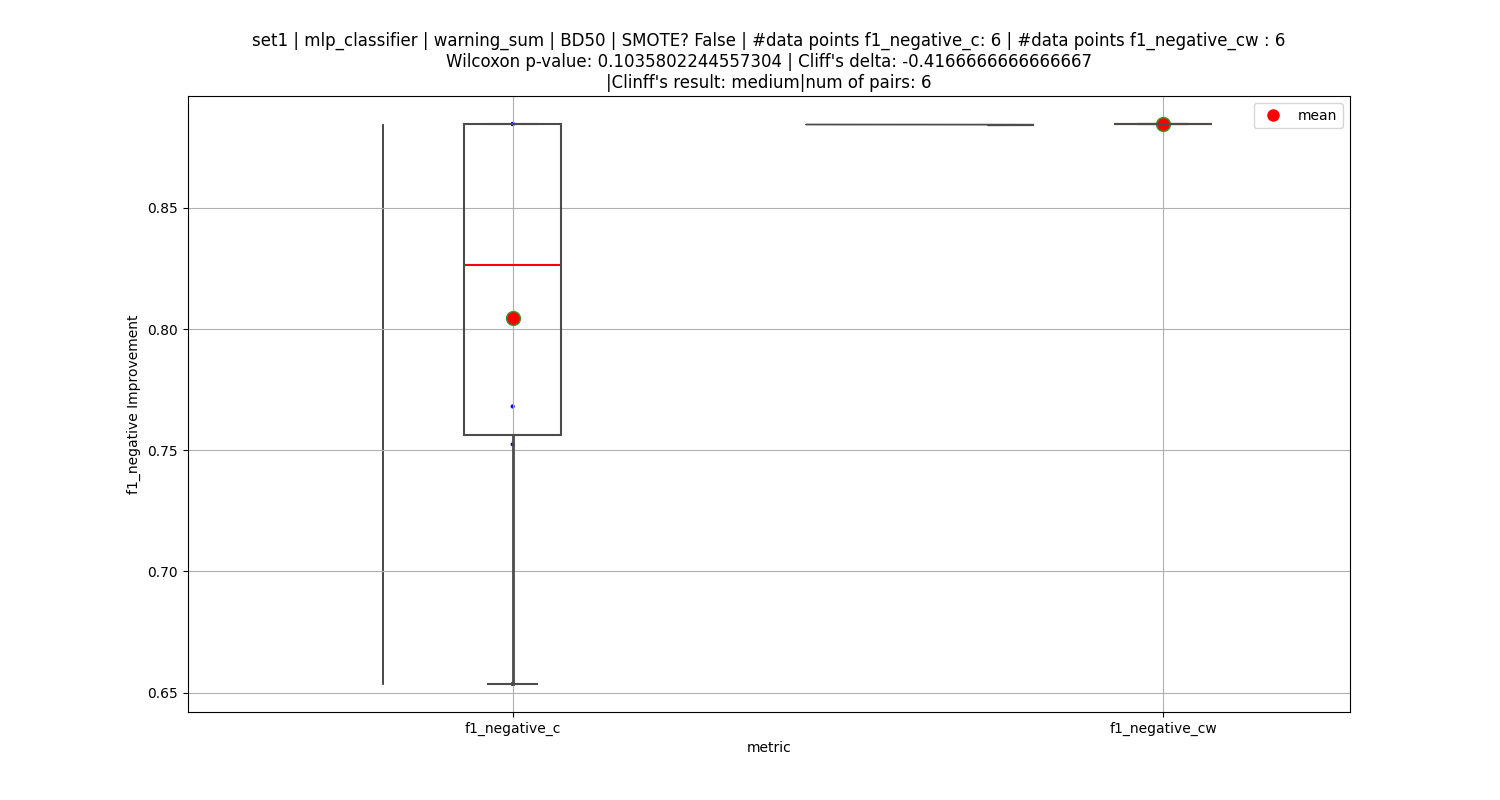 set1 | mlp_classifier | warning_sum | BD50 | SMOTE? False | #data points f1_negative_c: 6 | #data points f1_negative_cw : 6
Wilcoxon p-value: 0.1035802244557304 | Cliff's delta: -0.4166666666666667
|Clinff's result: medium|num of pairs: 6
mean
0.85
0.80
0.75
0.70
0.65
f1_negative Improvement
f1_negative_c
f1_negative_cw
metric